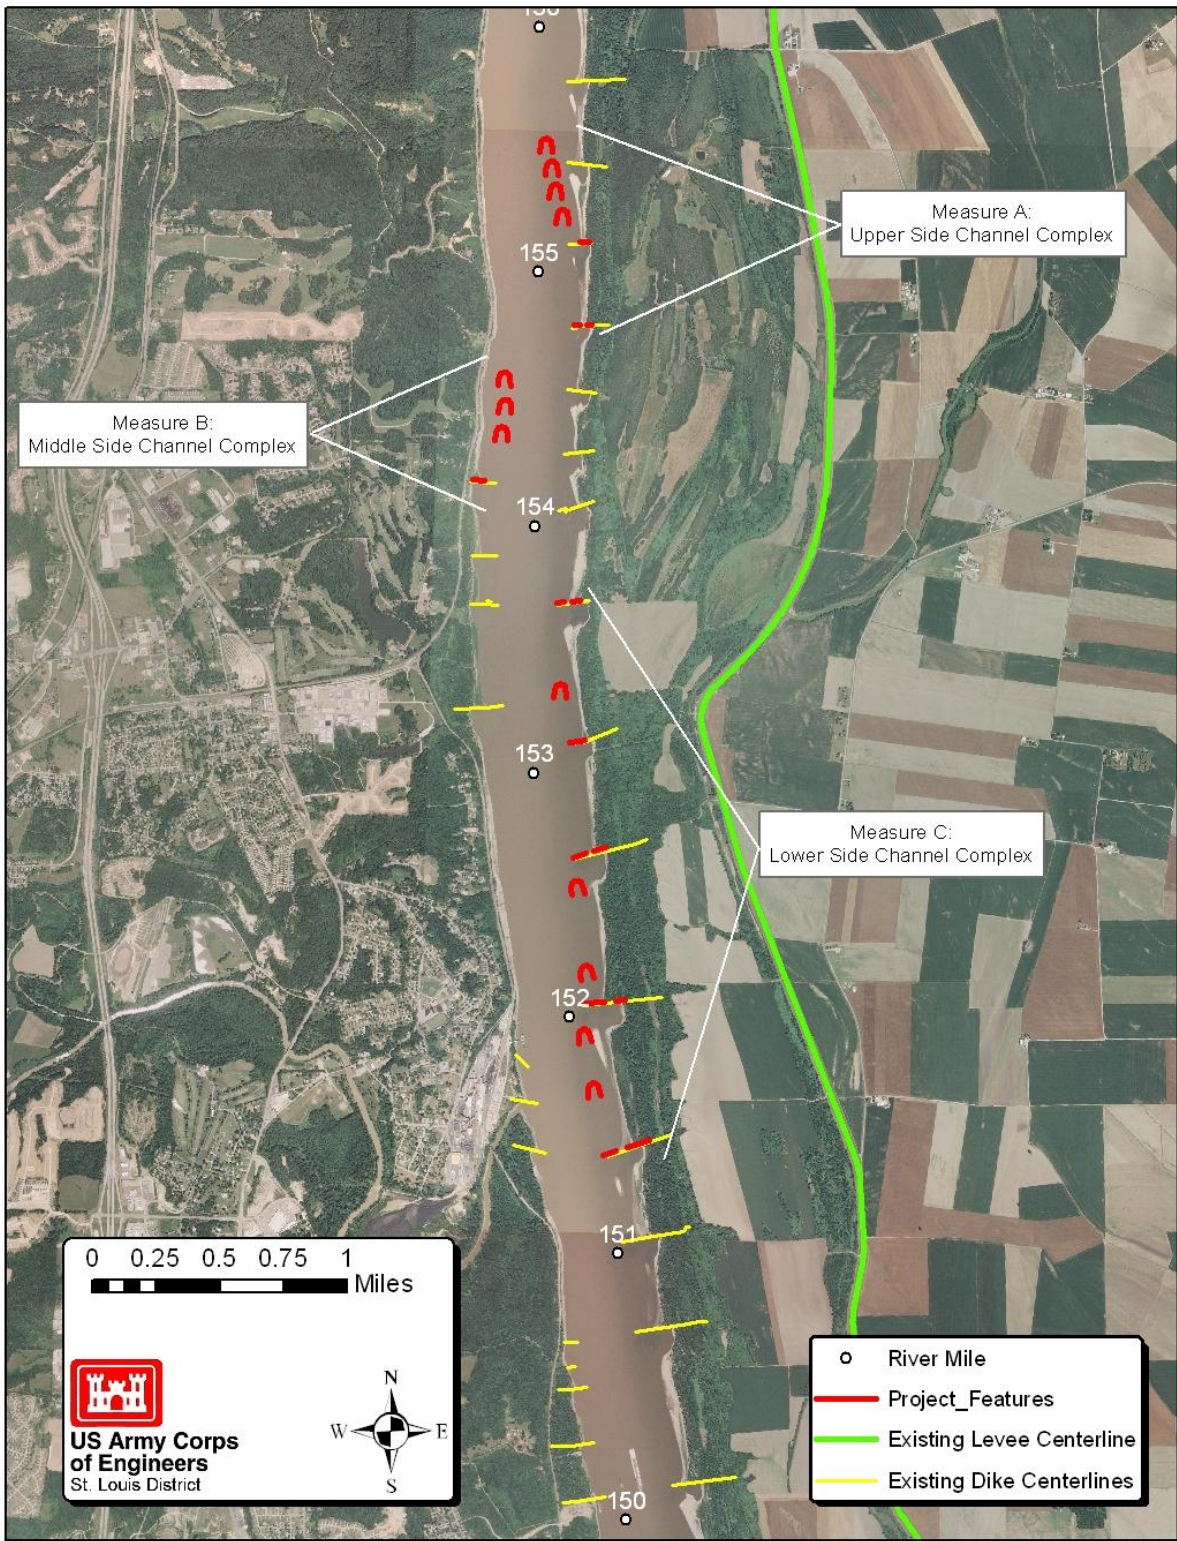 155
154
153
152
151
150
Measure A:
Upper Side Channel Complex
Measure B:
Middle Side Channel Complex
Measure C:
Lower Side Channel Complex
0 0.25 0.5 0.75 1
Miles
US Army Corps
of Engineers
St. Louis District
N
W E
S
River Mile
Project_Features
Existing Levee Centerline
Existing Dike Centerlines